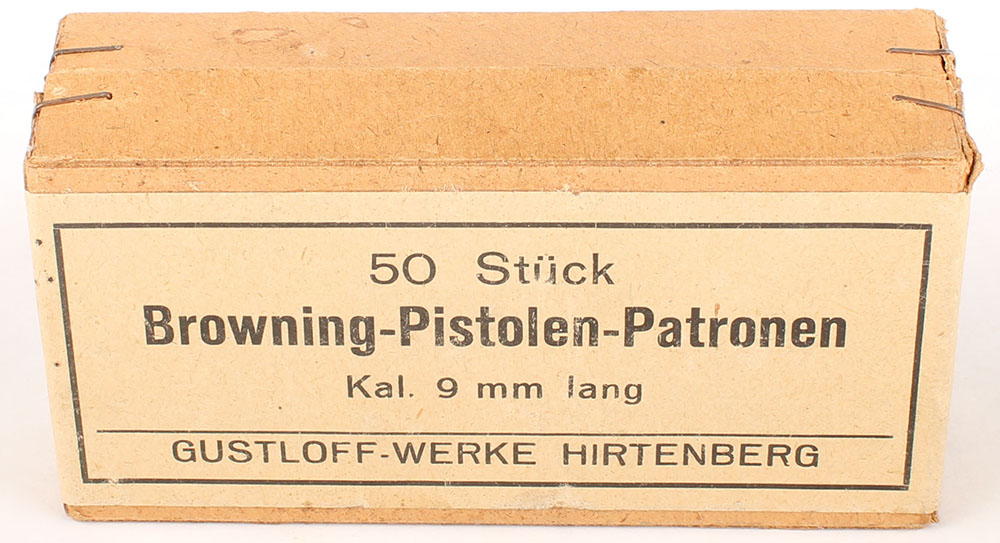 50 Stück
Browning-Pistolen-Patronen
Kal. 9 mm lang
GUSTLOFF-WERKE HIRTENBERG